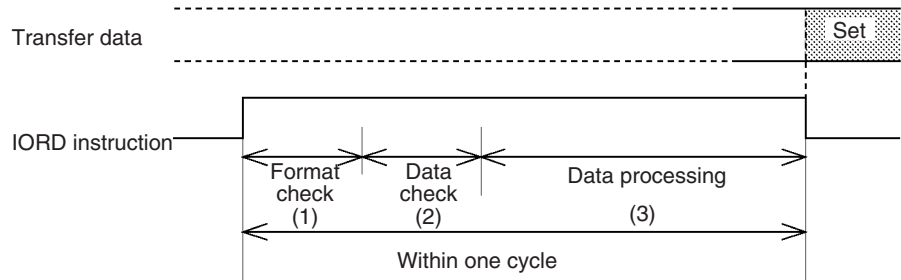 Transfer data
Set
IORD instruction
Format
check
(1)
Data
check
(2)
Data processing
(3)
Within one cycle